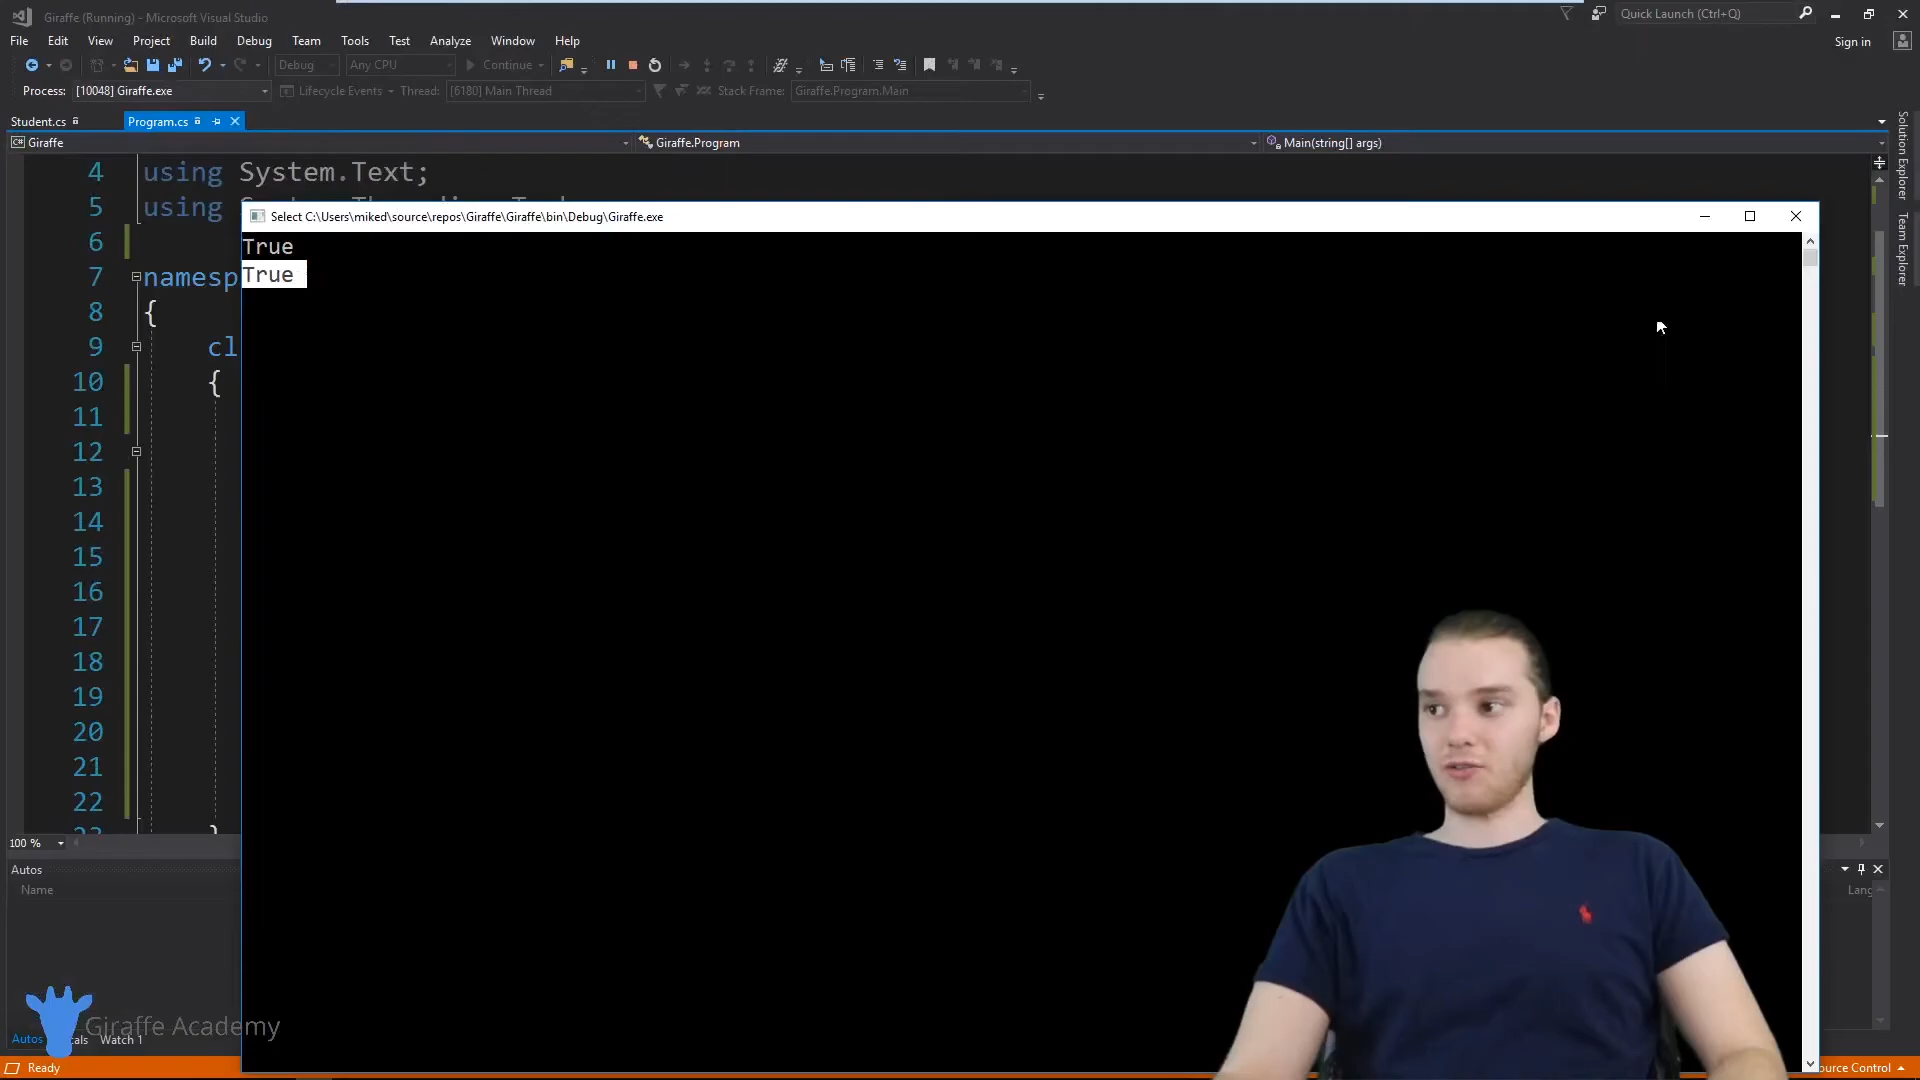 Giraffe (Running) - Microsoft Visual Studio
Quick Launch (Ctrl+Q)
File Edit View Project Build Debug Team Tools Test Analyze Window Help
Sign in
Debug Any CPU Continue
Process: [10048] Giraffe.exe Lifecycle Events Thread: [6180] Main Thread Stack Frame: Giraffe.Program.Main
Student.cs Program.cs
Giraffe Giraffe.Program Main(string[] args)
Solution Explorer
Team Explorer
4 using System.Text;
5 using
6
7 namesp
8 {
9 cl
10 {
11
12
13
14
15
16
17
18
19
20
21
22
}
Select C:\Users\miked\source\repos\Giraffe\Giraffe\bin\Debug\Giraffe.exe
True
True
100 %
Autos
Name
Lang
Giraffe Academy
Autos cals Watch 1
Ready
ource Control